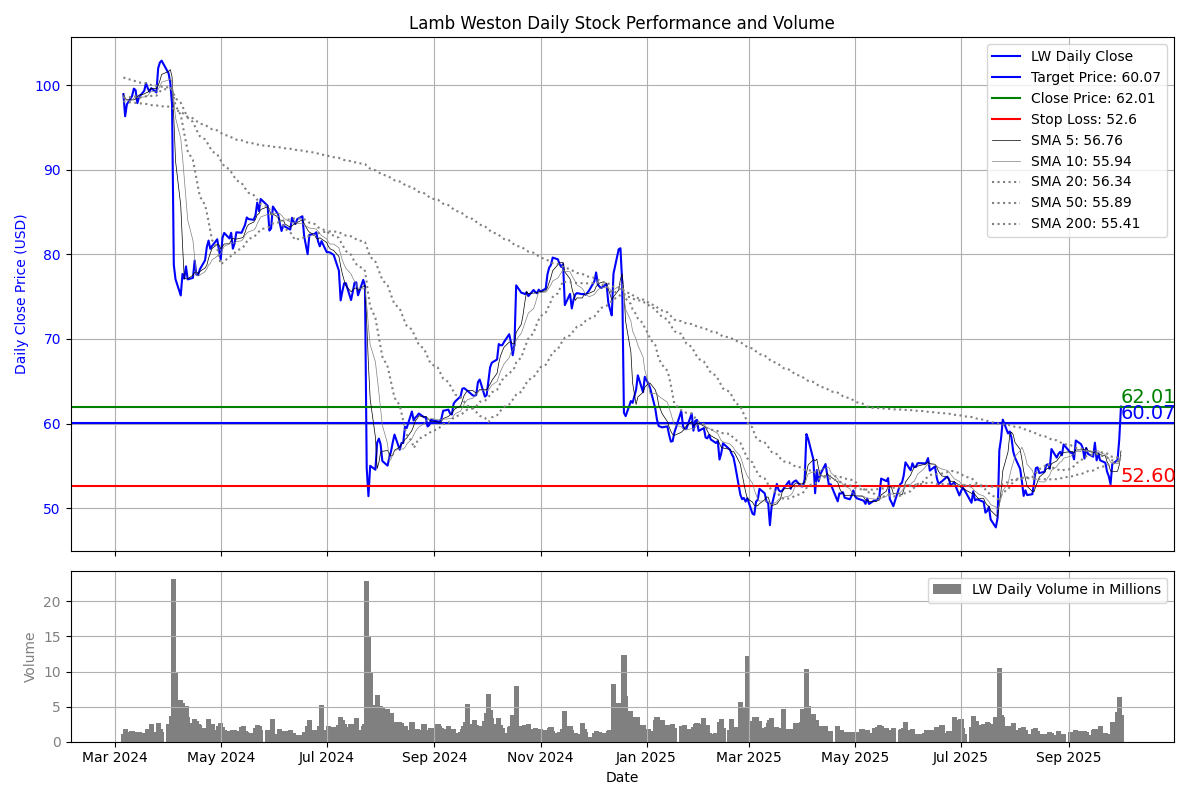 Lamb Weston Daily Stock Performance and Volume
LW Daily Close
Target Price: 60.07
Close Price: 62.01
Stop Loss: 52.6
SMA 5: 56.76
SMA 10: 55.94
SMA 20: 56.34
SMA 50: 55.89
SMA 200: 55.41
Daily Close Price (USD)
100
90
80
70
60
50
62.01
60.07
52.60
LW Daily Volume in Millions
Volume
20
15
10
5
0
Mar 2024
May 2024
Jul 2024
Sep 2024
Nov 2024
Jan 2025
Mar 2025
May 2025
Jul 2025
Sep 2025
Date